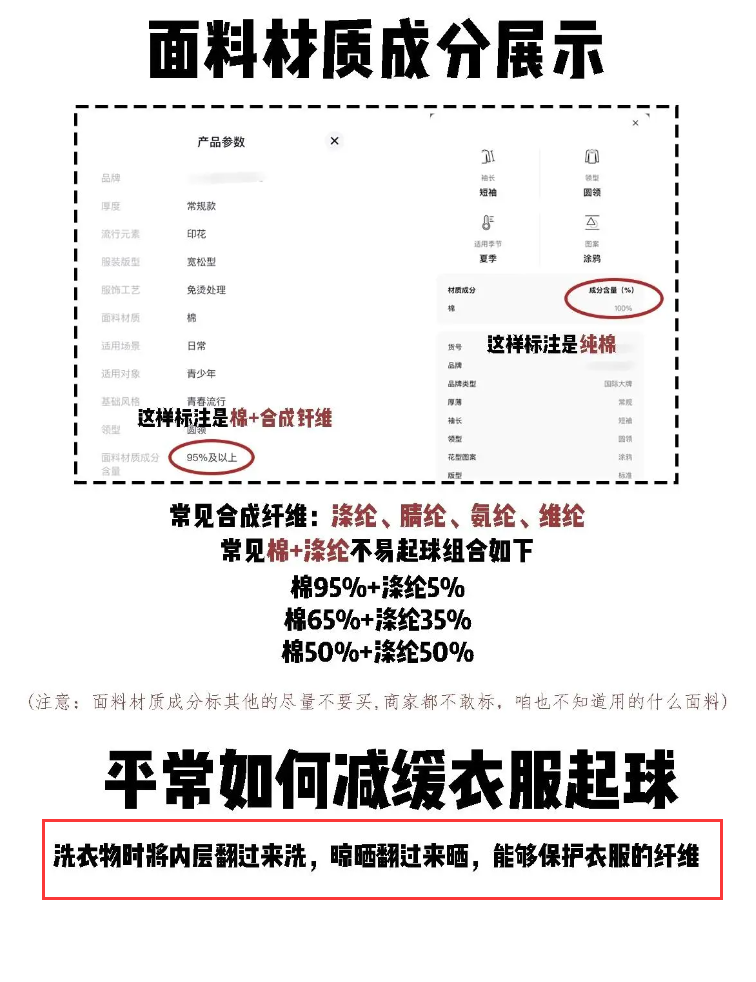 面料材质成分展示
产品参数 ×
品牌
厚度 常规款
流行元素 印花
服装版型 宽松型
服饰工艺 免烫处理
面料材质 棉
适用场景 日常
适用对象 青少年
基础风格 青春流行
这样标注是棉+合成钎维
领型 圆领
面料材质成分含量 95%及以上
×
袖长 领型
短袖 圆领
适用季节 图案
夏季 涂鸦
材质成分 成分含量（%）
棉 100%
这样标注是纯棉
货号
品牌
品牌类型 国际大牌
厚薄 常规
袖长 短袖
领型 圆领
花型图案 涂鸦
版型 标准
常见合成纤维：涤纶、腈纶、氨纶、维纶
常见棉+涤纶不易起球组合如下
棉95%+涤纶5%
棉65%+涤纶35%
棉50%+涤纶50%
(注意：面料材质成分标其他的尽量不要买,商家都不敢标，咱也不知道用的什么面料)
平常如何减缓衣服起球
洗衣物时將内层翻过来洗，晾晒翻过来晒，能够保护衣服的纤维